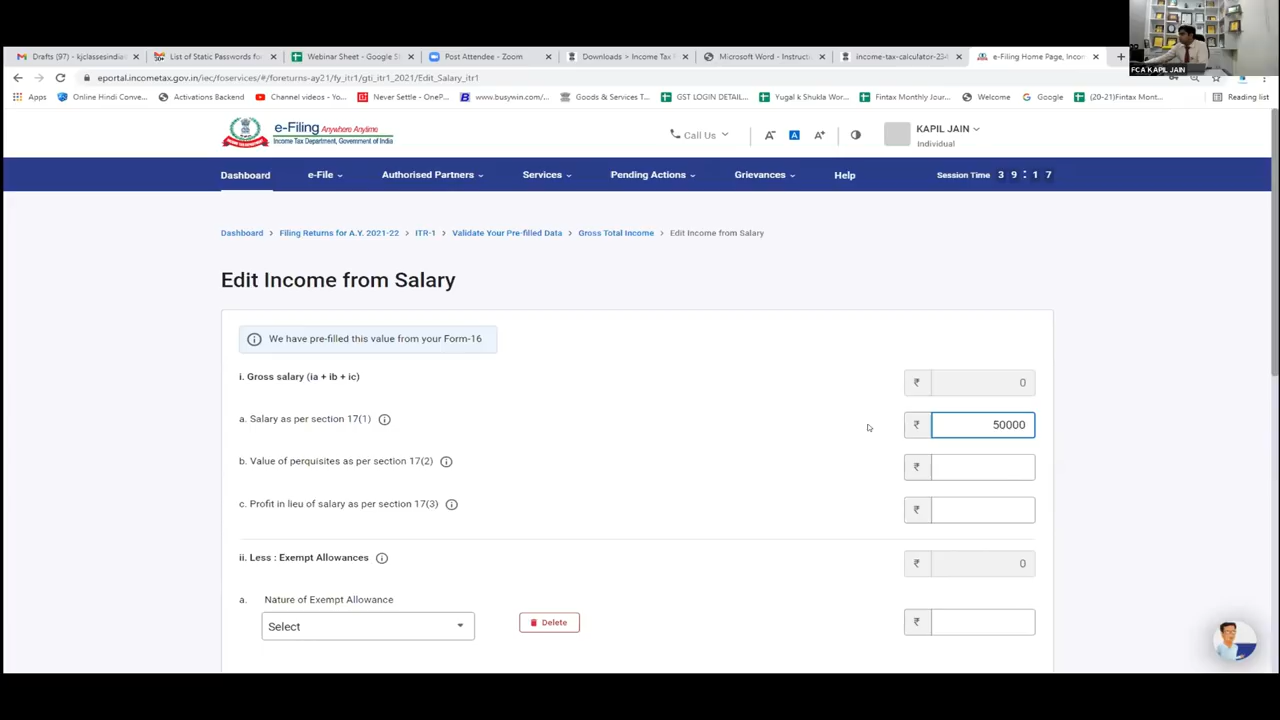 Drafts (97) - kjclassesindi
List of Static Passwords fo
Webinar Sheet - Google S
Post Attendee - Zoom
Downloads > Income Tax
Microsoft Word - Instruct
income-tax-calculator-234
e-Filing Home Page, Incom
FCA KAPIL JAIN
eportal.incometax.gov.in/iec/foservices/#/foreturns-ay21/fy_itr1/gti_itr1_2021/Edit_Salary_itr1
Apps
Online Hindi Conve...
Activations Backend
Channel videos - Yo...
Never Settle - OneP...
www.busywin.com/...
Goods & Services T...
GST LOGIN DETAIL...
Yugal k Shukla Wor...
Fintax Monthly Jour...
Welcome
Google
(20-21)Fintax Mont...
Reading list
e-Filing Anywhere Anytime
Income Tax Department, Government of India
Call Us
A-
A
A+
KAPIL JAIN
Individual
Dashboard
e-File
Authorised Partners
Services
Pending Actions
Grievances
Help
Session Time 3 9 : 1 7
Dashboard > Filing Returns for A.Y. 2021-22 > ITR-1 > Validate Your Pre-filled Data > Gross Total Income > Edit Income from Salary
Edit Income from Salary
We have pre-filled this value from your Form-16
i. Gross salary (ia + ib + ic)
₹ 0
a. Salary as per section 17(1)
₹ 50000
b. Value of perquisites as per section 17(2)
₹
c. Profit in lieu of salary as per section 17(3)
₹
ii. Less : Exempt Allowances
₹ 0
a. Nature of Exempt Allowance
Select
Delete
₹